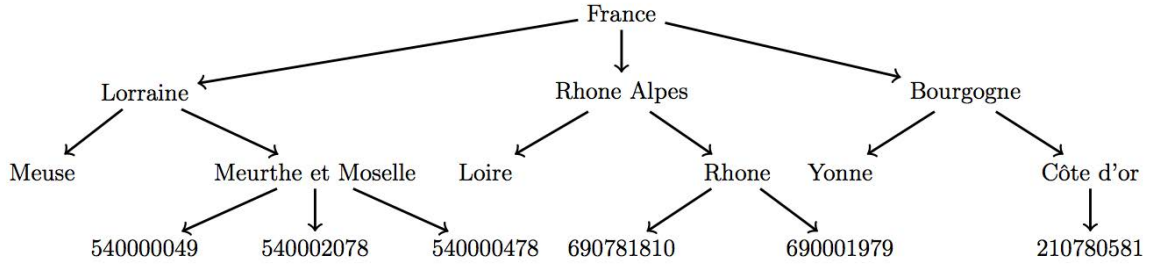 France
Lorraine Rhone Alpes Bourgogne
Meuse Meurthe et Moselle Loire Rhone Yonne Côte d'or
540000049 540002078 540000478 690781810 690001979 210780581